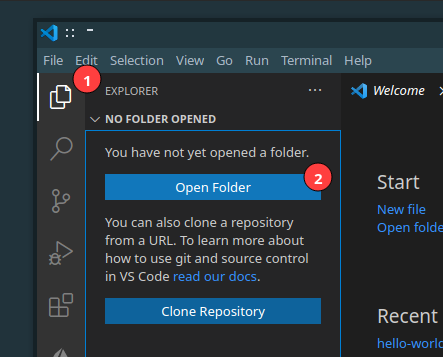 File Edit Selection View Go Run Terminal Help
1
EXPLORER
Welcome
NO FOLDER OPENED
You have not yet opened a folder.
Open Folder
2
You can also clone a repository
from a URL. To learn more about
how to use git and source control
in VS Code read our docs.
Clone Repository
Start
New file
Open folde
Recent
hello-world